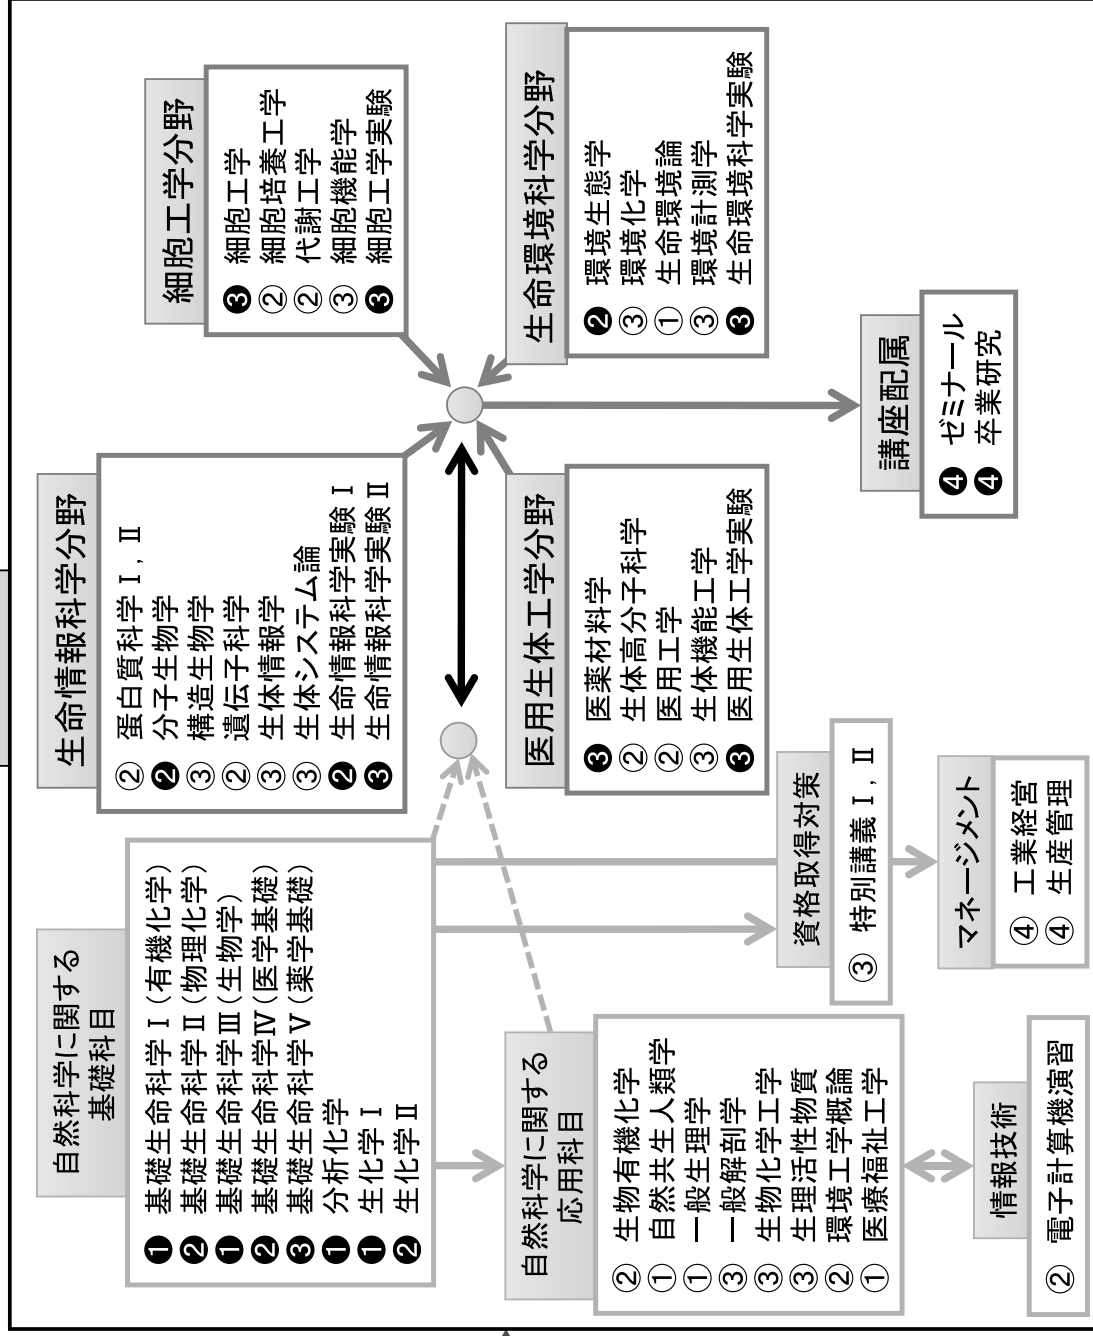 自然科学に関する
基礎科目
❶ 基礎生命科学Ⅰ(有機化学)
❷ 基礎生命科学Ⅱ(物理化学)
❶ 基礎生命科学Ⅲ(生物学)
❷ 基礎生命科学Ⅳ(医学基礎)
❸ 基礎生命科学Ⅴ(薬学基礎)
❶ 分析化学
❶ 生化学Ⅰ
❷ 生化学Ⅱ
生命情報科学分野
② 蛋白質科学Ⅰ, Ⅱ
❷ 分子生物学
③ 構造生物学
② 遺伝子科学
③ 生体情報学
③ 生体システム論
❷ 生命情報科学実験Ⅰ
❸ 生命情報科学実験Ⅱ
細胞工学分野
❸ 細胞工学
② 細胞培養工学
② 代謝工学
③ 細胞機能学
❸ 細胞工学実験
自然科学に関する
応用科目
② 生物有機化学
① 自然共生人類学
① 一般生理学
③ 一般解剖学
③ 生物化学工学
③ 生理活性物質
② 環境工学概論
① 医療福祉工学
医用生体工学分野
❸ 医薬材料学
② 生体高分子科学
② 医用工学
③ 生体機能工学
❸ 医用生体工学実験
生命環境科学分野
❷ 環境生態学
③ 環境化学
① 生命環境論
③ 環境計測学
❸ 生命環境科学実験
資格取得対策
③ 特別講義Ⅰ, Ⅱ
講座配属
❹ ゼミナール
❹ 卒業研究
情報技術
② 電子計算機演習
マネージメント
④ 工業経営
④ 生産管理